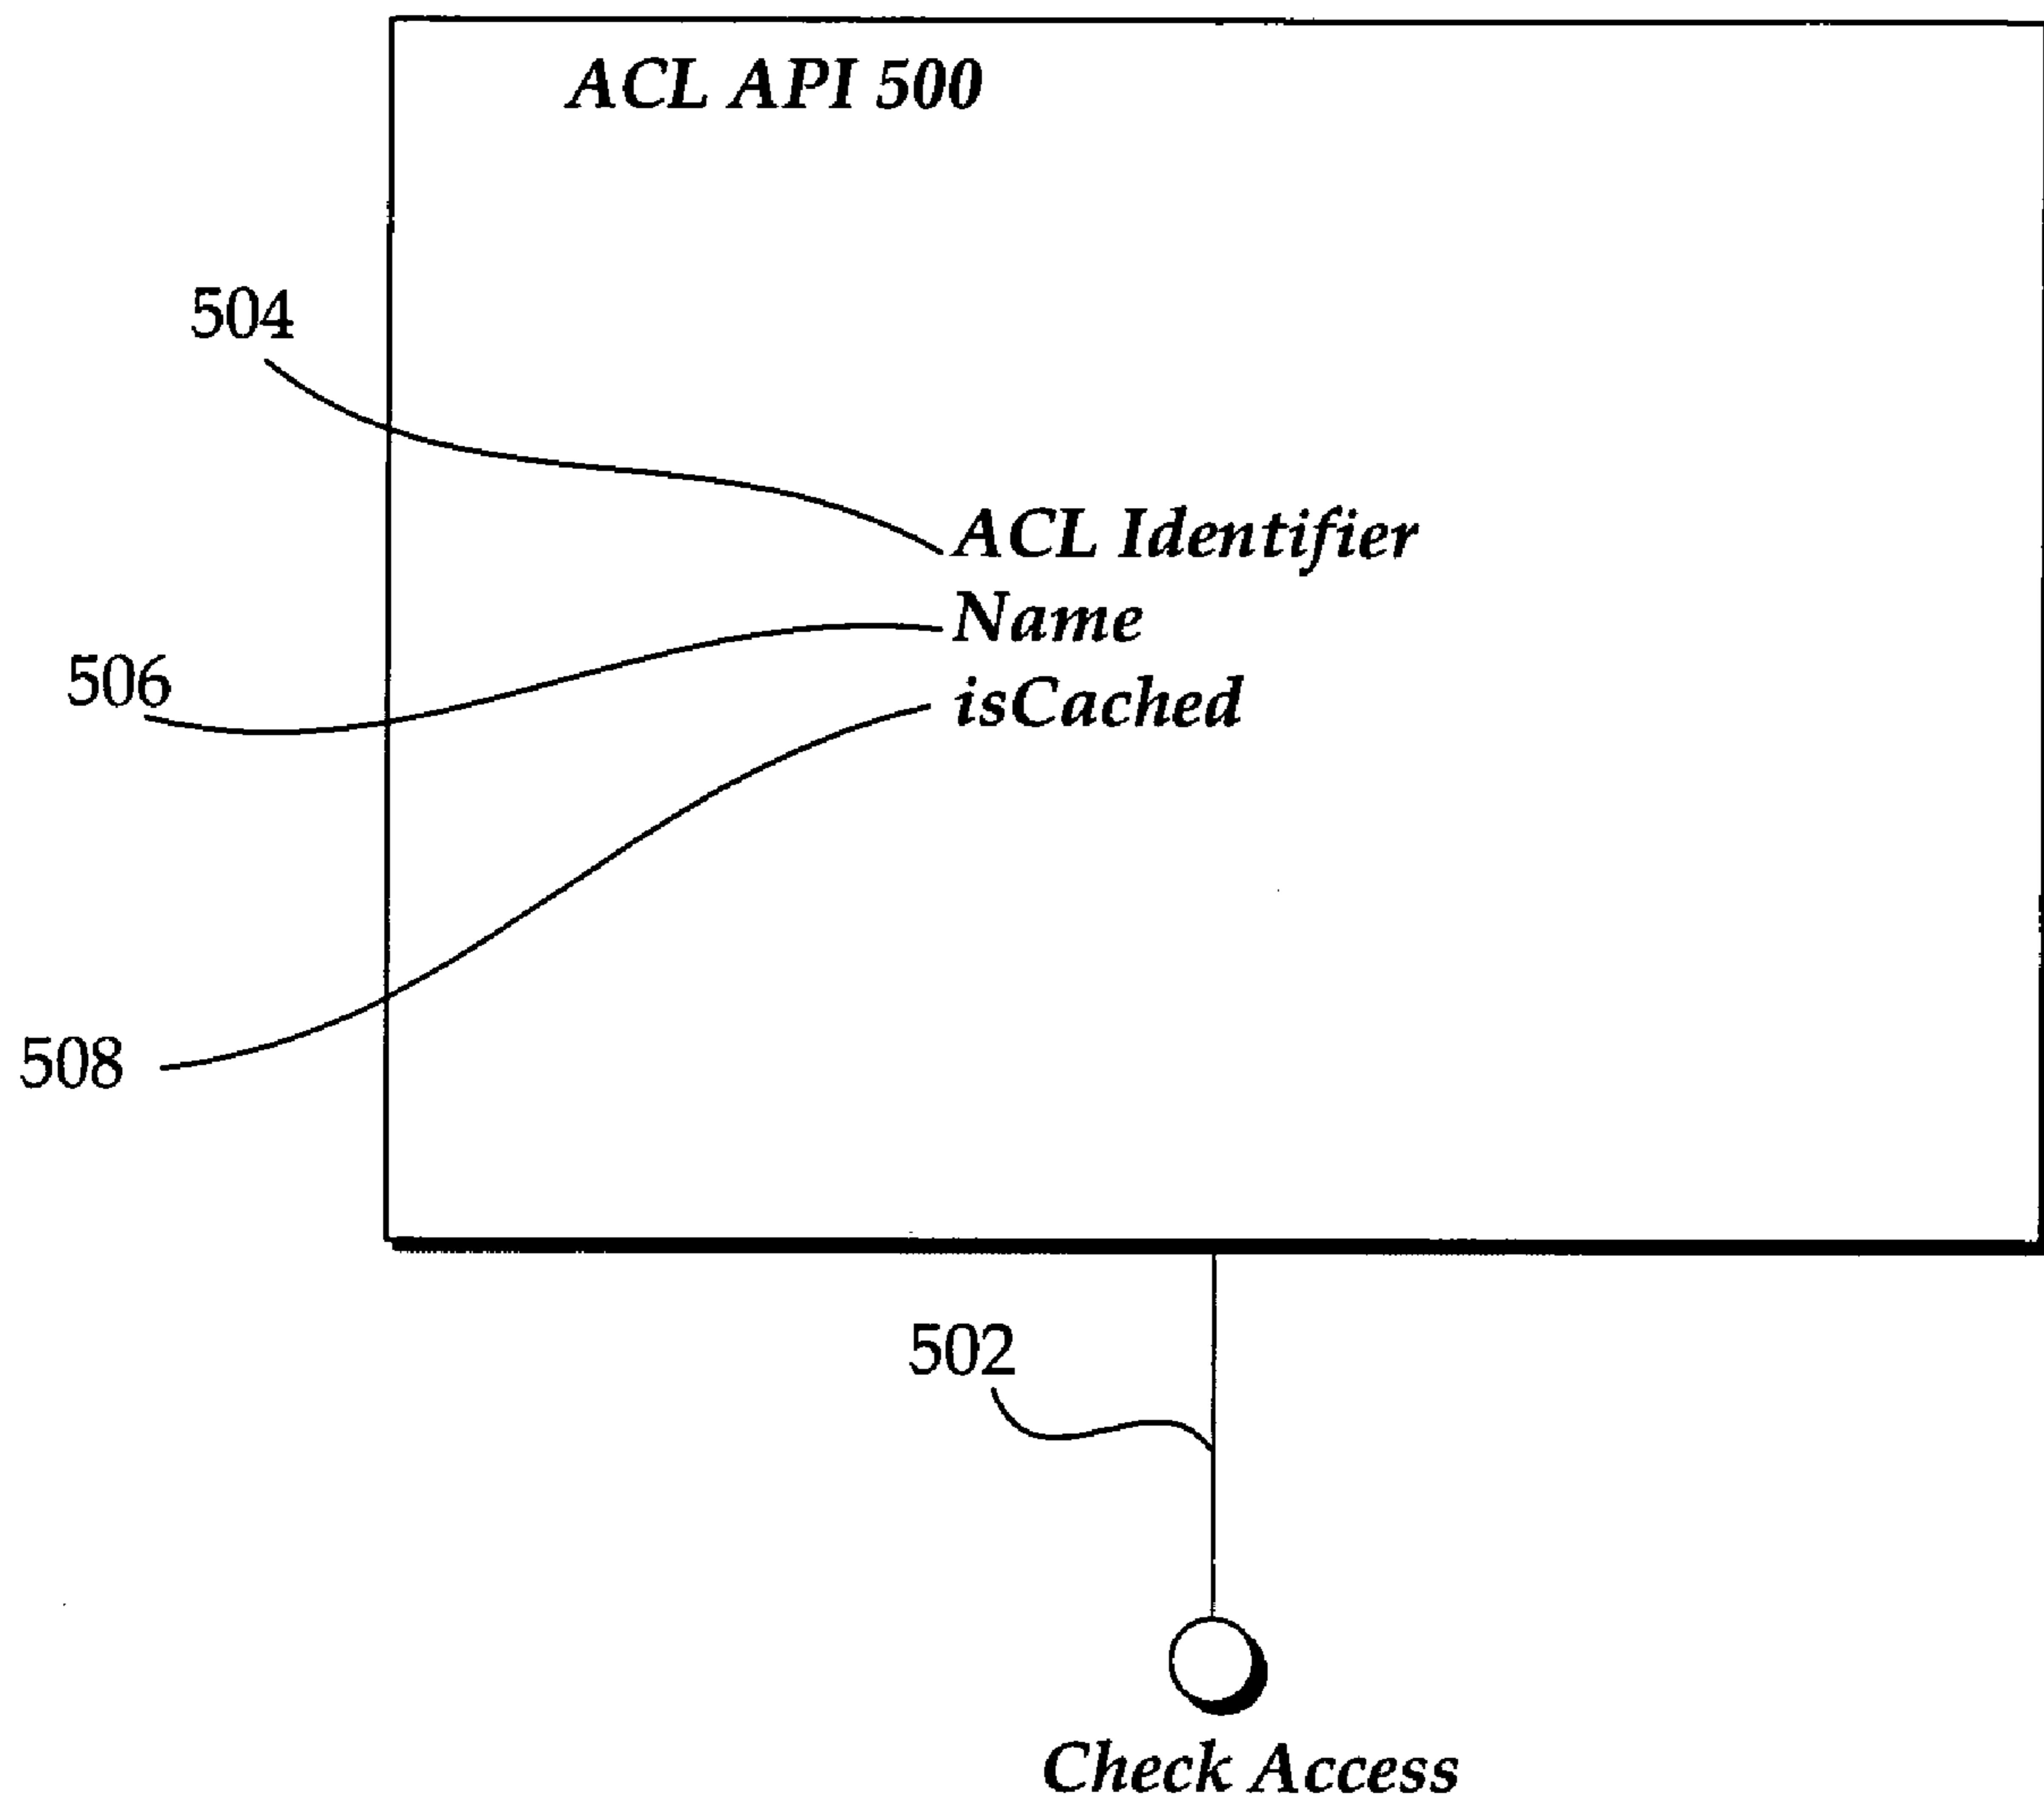 ACL API 500
504
ACL Identifier
Name
506
isCached
508
502
Check Access